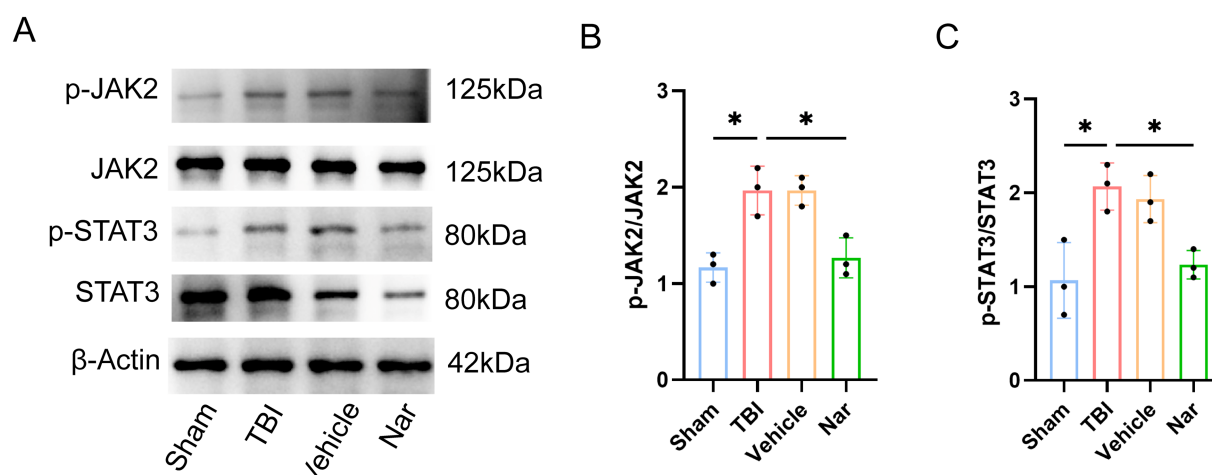 A
p-JAK2 125kDa
JAK2 125kDa
p-STAT3 80kDa
STAT3 80kDa
β-Actin 42kDa
Sham TBI /ehicle Nar
B
p-JAK2/JAK2
3
2
1
0
* *
Sham TBI Vehicle Nar
C
p-STAT3/STAT3
3
2
1
0
* *
Sham TBI Vehicle Nar